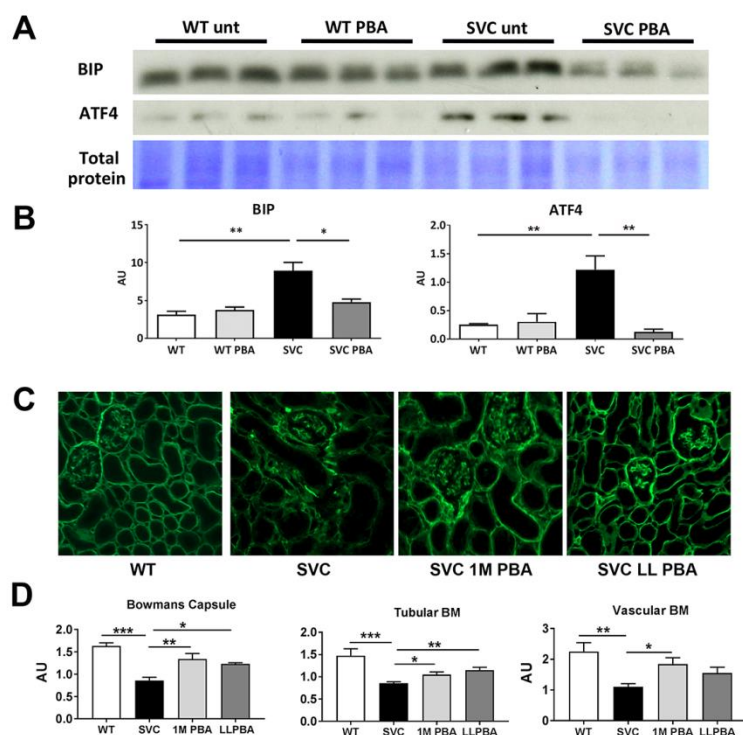 A
WT unt WT PBA SVC unt SVC PBA
BIP
ATF4
Total
protein
B
BIP
AU
15
10
5
0
** *
WT WT PBA SVC SVC PBA
ATF4
AU
2.0
1.5
1.0
0.5
0.0
** **
WT WT PBA SVC SVC PBA
C
WT SVC SVC 1M PBA SVC LL PBA
D
Bowmans Capsule
AU
2.0
1.5
1.0
0.5
0.0
*
*** **
WT SVC 1M PBA LLPBA
Tubular BM
AU
2.0
1.5
1.0
0.5
0.0
*** **
*
WT SVC 1M PBA LLPBA
Vascular BM
AU
3
2
1
0
** *
WT SVC 1M PBA LLPBA